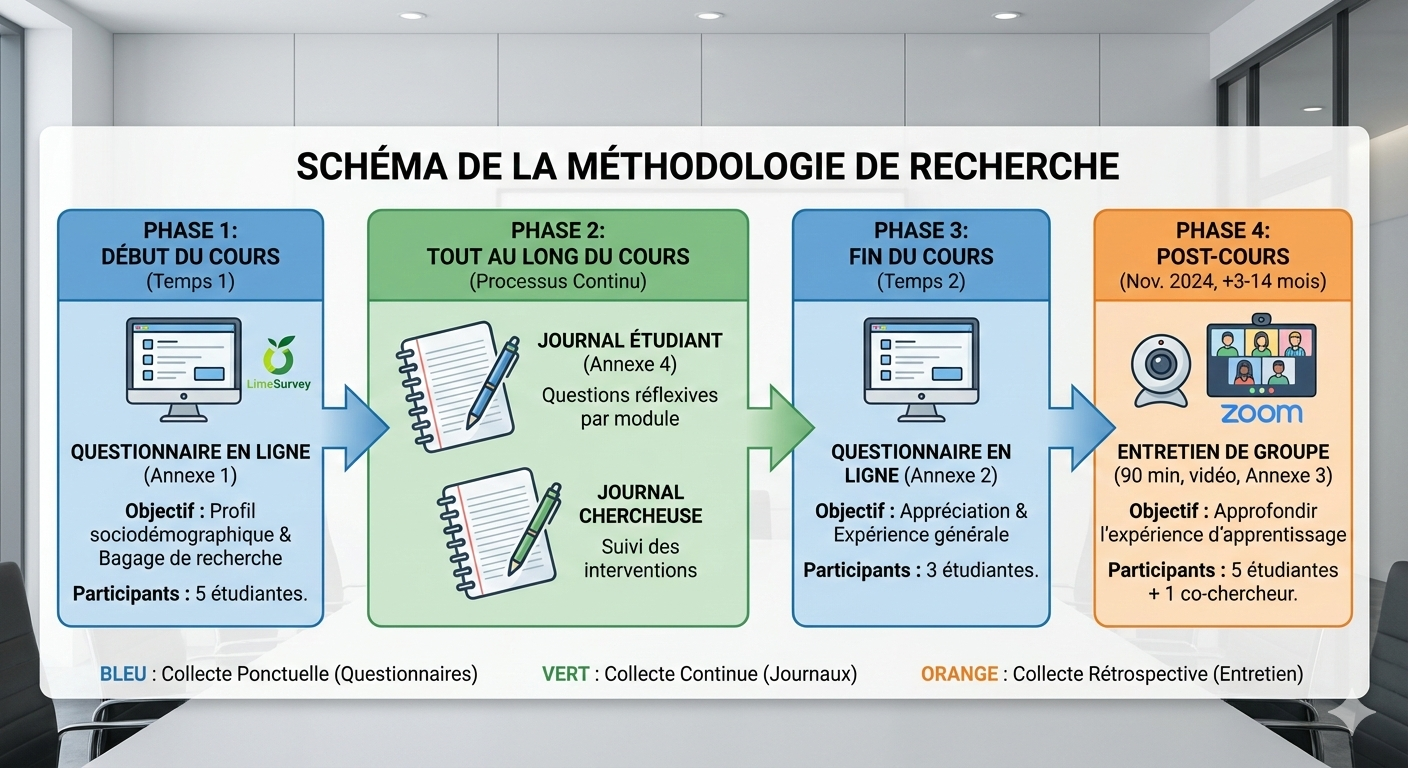 SCHÉMA DE LA MÉTHODOLOGIE DE RECHERCHE
PHASE 1:
DÉBUT DU COURS
(Temps 1)
LimeSurvey
QUESTIONNAIRE EN LIGNE
(Annexe 1)
Objectif : Profil
sociodémographique &
Bagage de recherche
Participants : 5 étudiantes.
PHASE 2:
TOUT AU LONG DU COURS
(Processus Continu)
JOURNAL ÉTUDIANT
(Annexe 4)
Questions réflexives
par module
JOURNAL
CHERCHEUSE
Suivi des
interventions
PHASE 3:
FIN DU COURS
(Temps 2)
QUESTIONNAIRE EN
LIGNE (Annexe 2)
Objectif : Appréciation &
Expérience générale
Participants : 3 étudiantes.
PHASE 4:
POST-COURS
(Nov. 2024, +3-14 mois)
zoom
ENTRETIEN DE GROUPE
(90 min, vidéo, Annexe 3)
Objectif : Approfondir
l'expérience d'apprentissage
Participants : 5 étudiantes
+ 1 co-chercheur.
BLEU : Collecte Ponctuelle (Questionnaires)
VERT : Collecte Continue (Journaux)
ORANGE : Collecte Rétrospective (Entretien)